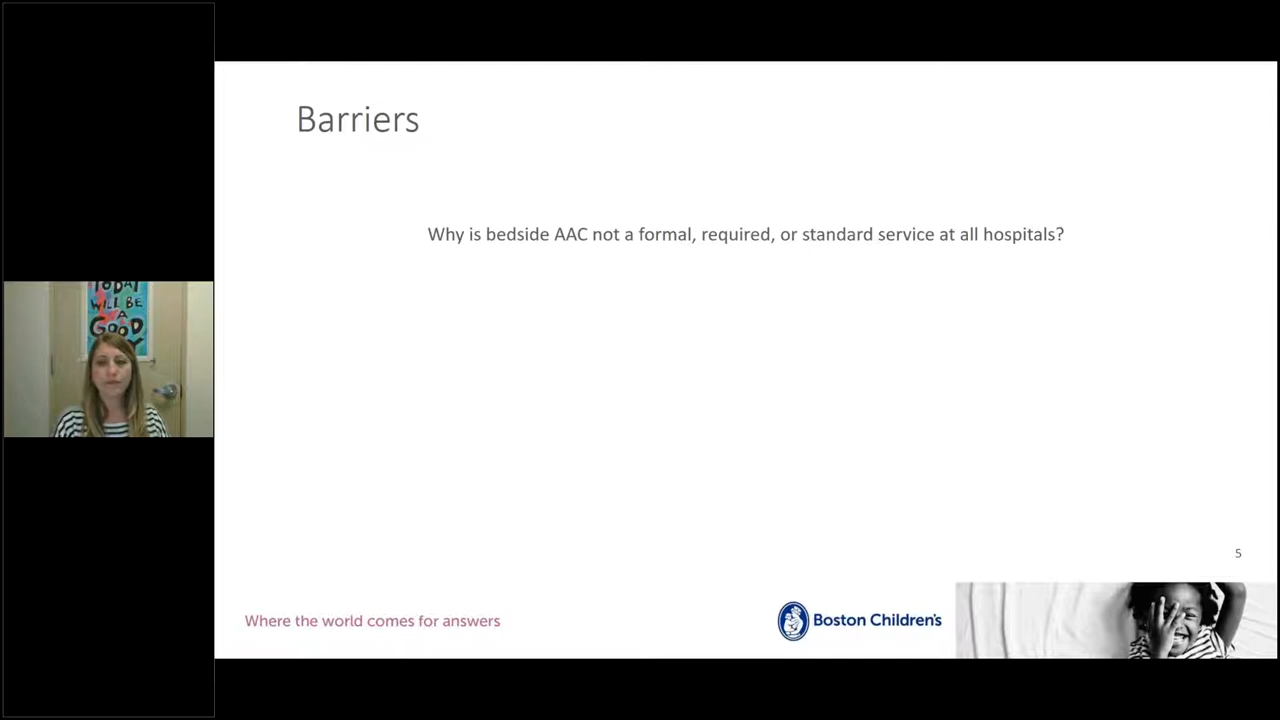 Barriers
Why is bedside AAC not a formal, required, or standard service at all hospitals?
TODAY
WILL BE
A
GOOD
5
Where the world comes for answers
Boston Children's